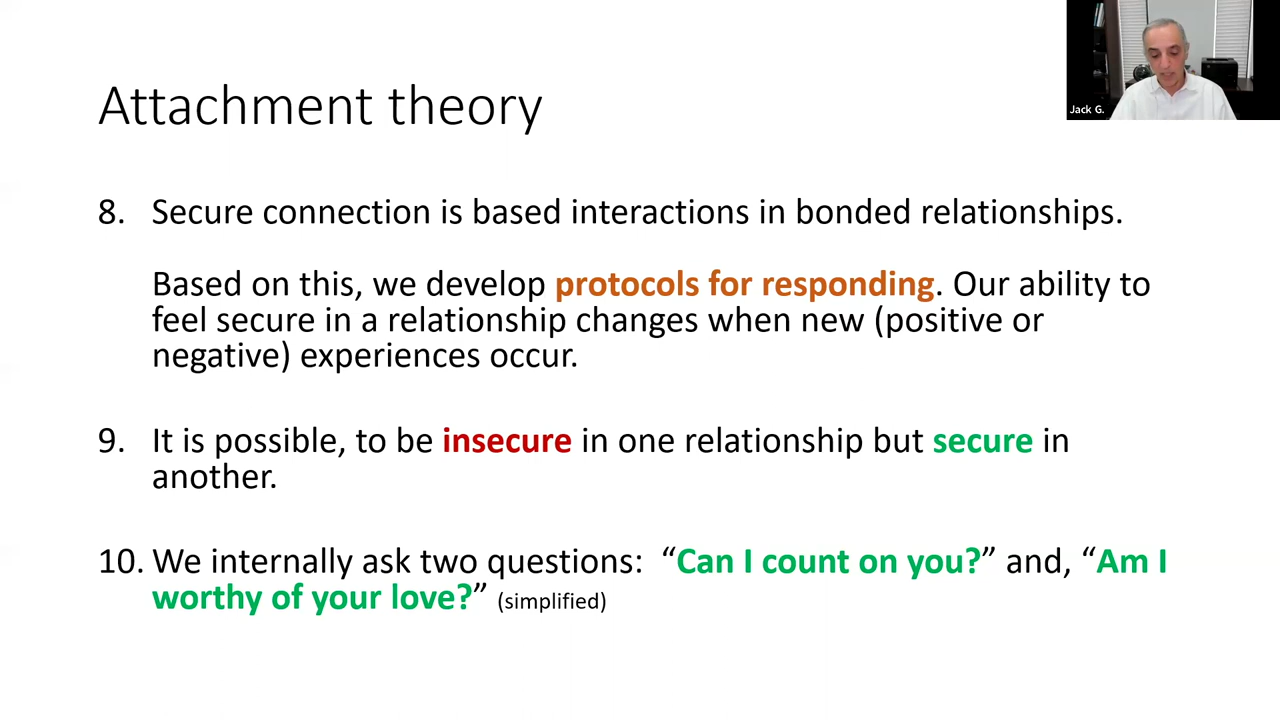 Jack G.
Attachment theory
8. Secure connection is based interactions in bonded relationships.
Based on this, we develop protocols for responding. Our ability to
feel secure in a relationship changes when new (positive or
negative) experiences occur.
9. It is possible, to be insecure in one relationship but secure in
another.
10. We internally ask two questions: “Can I count on you?” and, “Am I
worthy of your love?” (simplified)